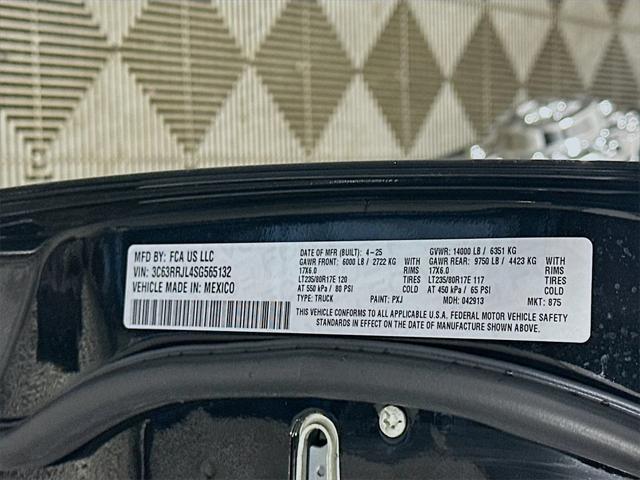 MFD BY: FCA US LLC
VIN: 3C63RRJL4SG565132
VEHICLE MADE IN: MEXICO
DATE OF MFR (BUILT): 4-25 GVWR: 14000 LB / 6351 KG
GAWR FRONT: 6000 LB / 2722 KG WITH GAWR REAR: 9750 LB / 4423 KG WITH
17X6.0 RIMS 17X6.0 RIMS
LT235/80R17E 120 TIRES LT235/80R17E 117 TIRES
AT 550 kPa / 80 PSI COLD AT 450 kPa / 65 PSI COLD
TYPE: TRUCK PAINT: PXJ MDH: 042913 MKT: 875
THIS VEHICLE CONFORMS TO ALL APPLICABLE U.S.A. FEDERAL MOTOR VEHICLE SAFETY
STANDARDS IN EFFECT ON THE DATE OF MANUFACTURE SHOWN ABOVE.